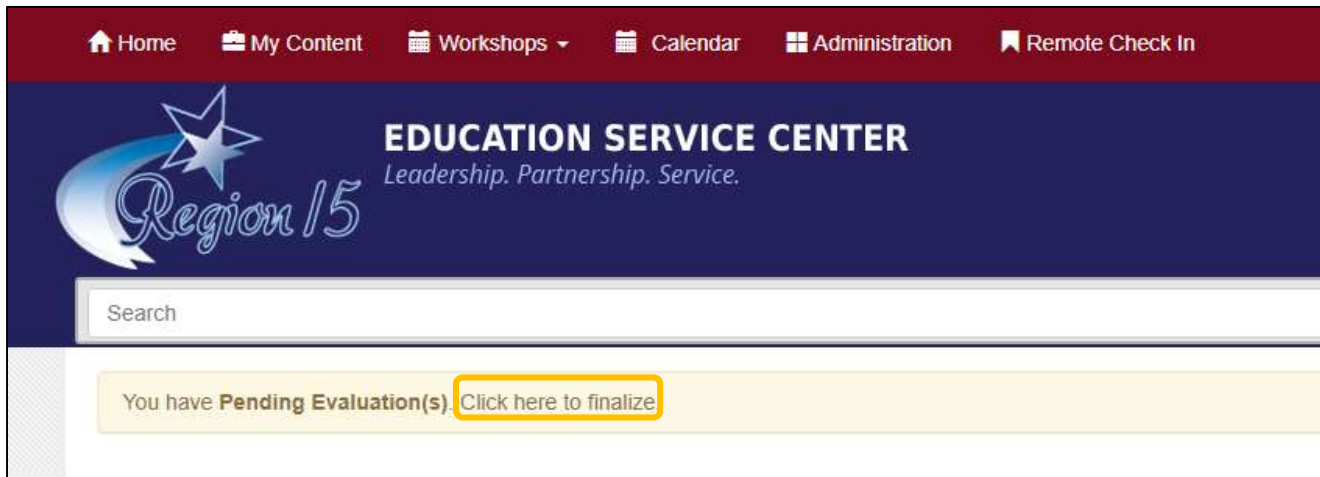 Home My Content Workshops Calendar Administration Remote Check In
Region 15
EDUCATION SERVICE CENTER
Leadership. Partnership. Service.
Search
You have Pending Evaluation(s). Click here to finalize